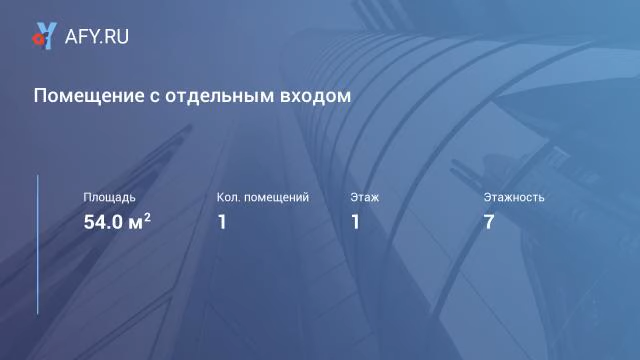 AFY.RU
Помещение с отдельным входом
Площадь Кол. помещений Этаж Этажность
54.0 м² 1 1 7